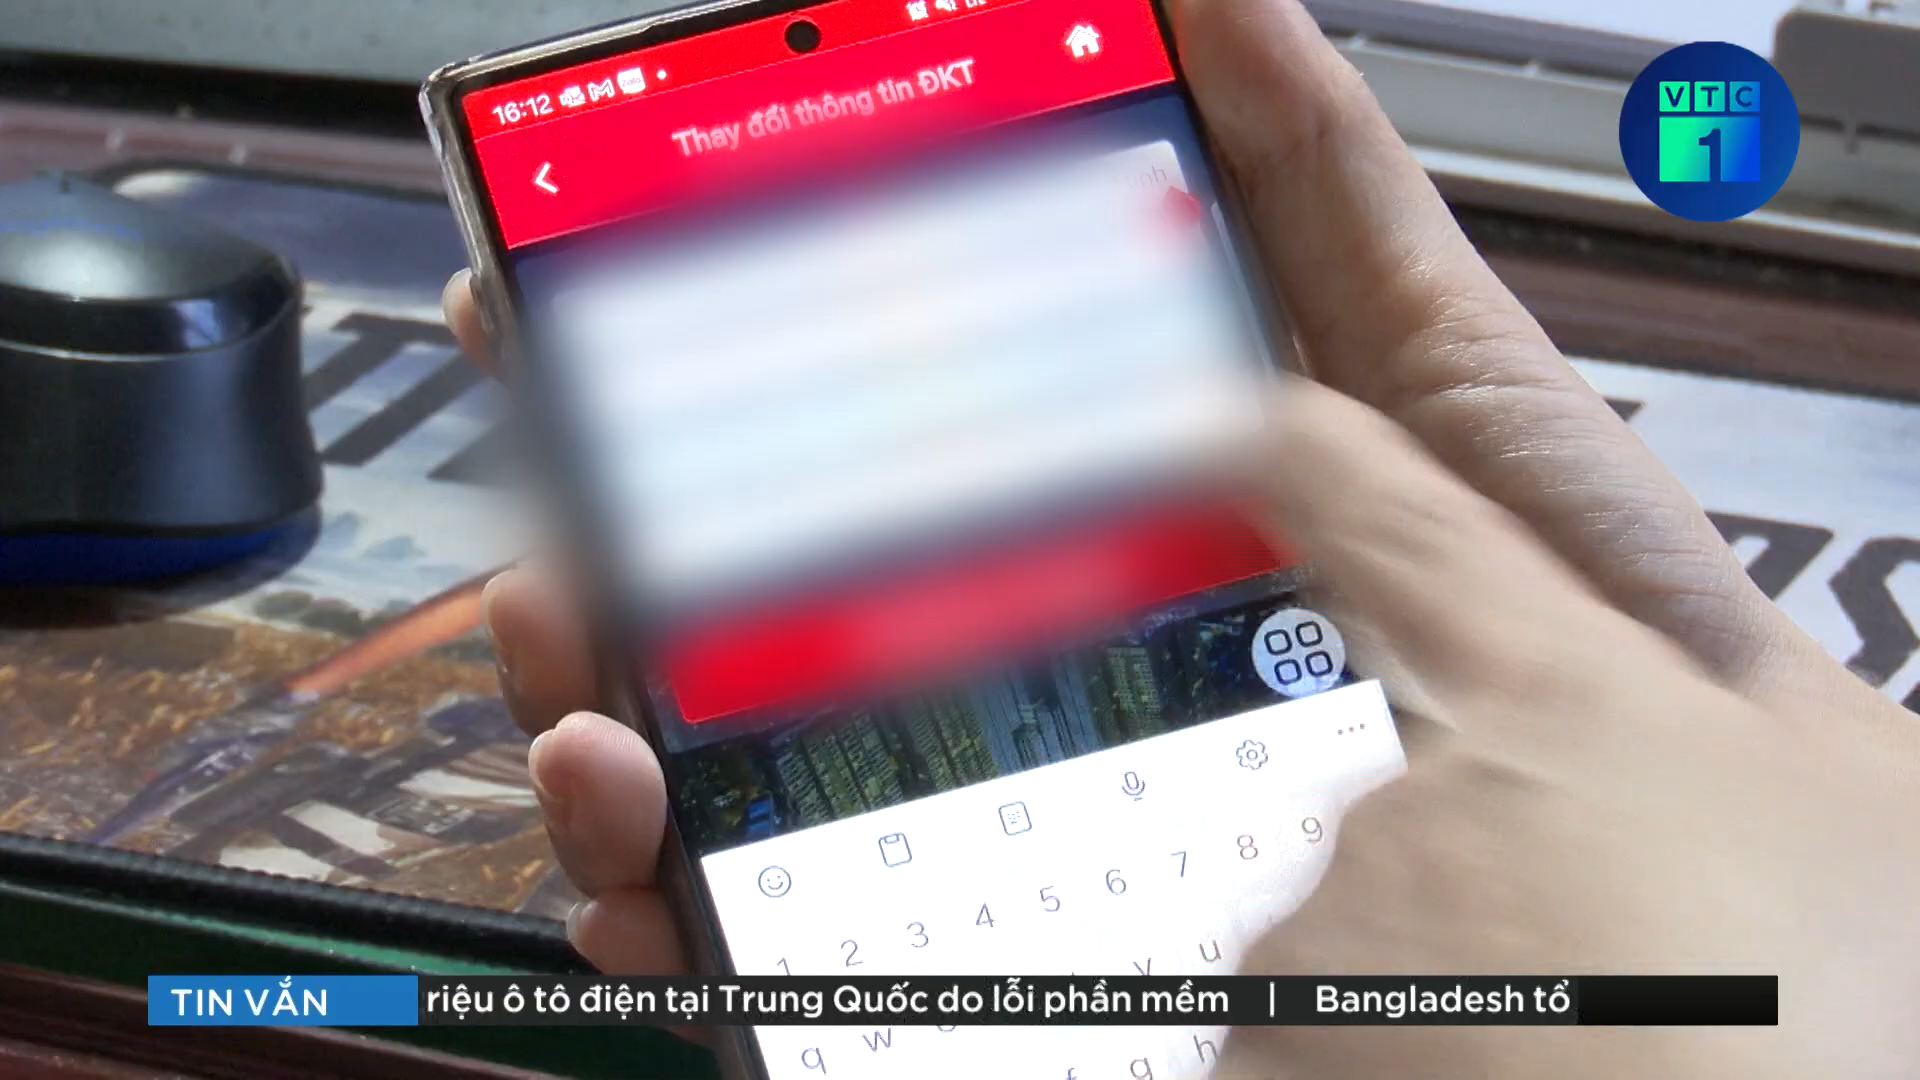 VTC
1
16:12
Thay đổi thông tin ĐKT
1 2 3 4 5 6 7 8 9
q w
y u
g h
TIN VẮN
riệu ô tô điện tại Trung Quốc do lỗi phần mềm | Bangladesh tổ